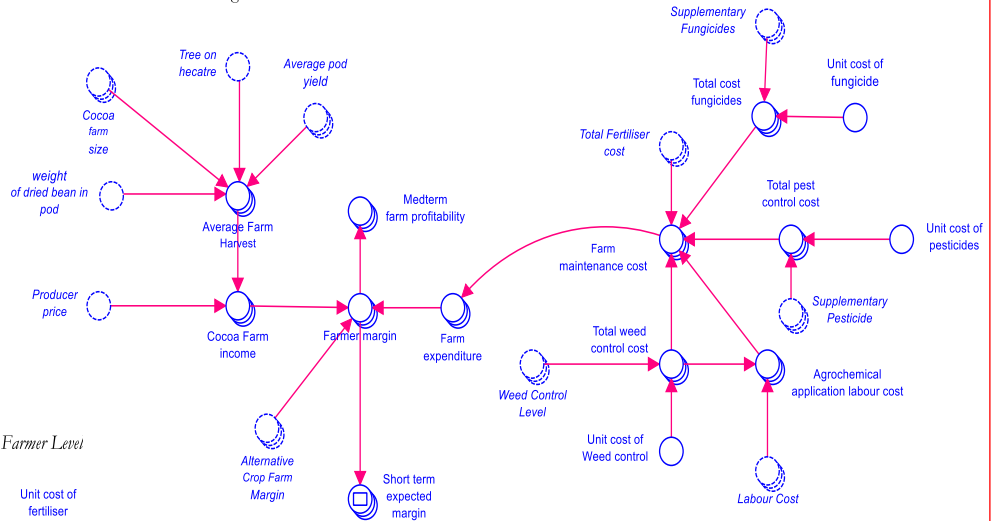 Supplementary
Fungicides
Tree on
hecatre
Average pod
yield
Unit cost of
fungicide
Total cost
fungicides
Cocoa
farm
size
Total Fertiliser
cost
weight
of dried bean in
pod
Medterm
farm profitability
Total pest
control cost
Average Farm
Harvest
Unit cost of
pesticides
Farm
maintenance cost
Producer
price
Supplementary
Pesticide
Cocoa Farm
income
Farmer margin
Farm
expenditure
Total weed
control cost
Agrochemical
application labour cost
Weed Control
Level
Farmer Level
Unit cost of
Weed control
Alternative
Crop Farm
Margin
Short term
expected
margin
Labour Cost
Unit cost of
fertiliser